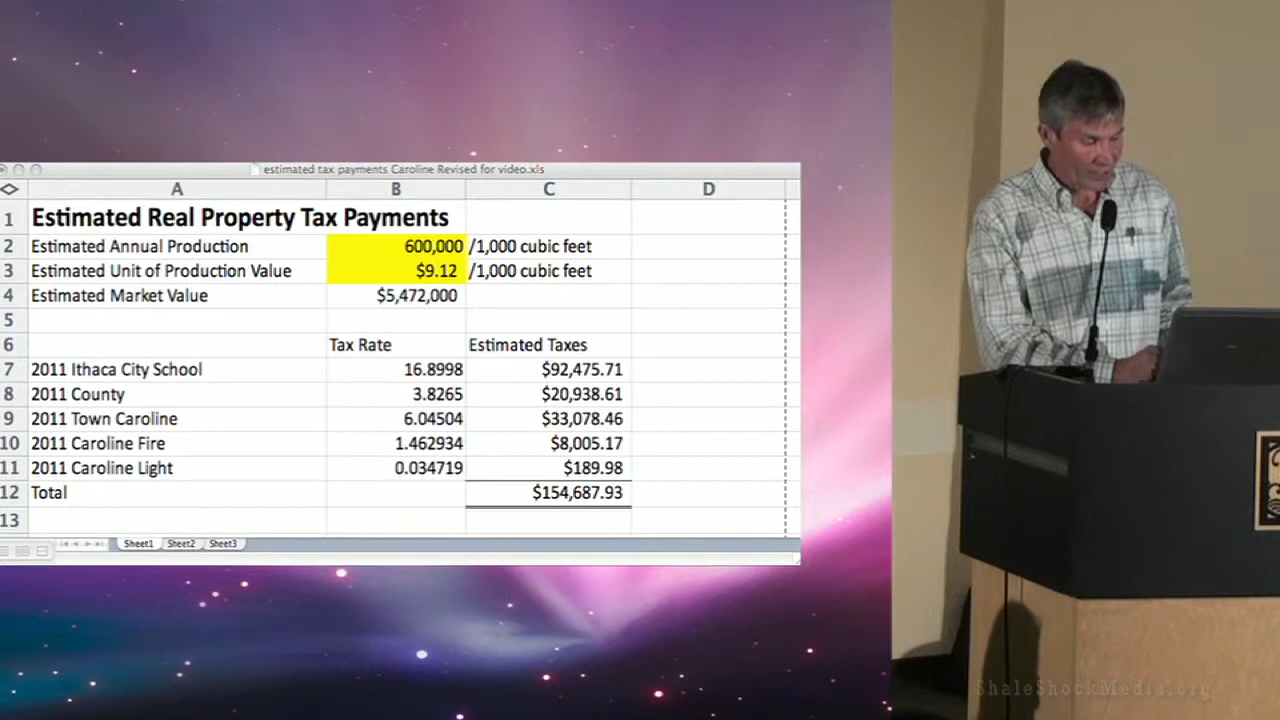 estimated tax payments Caroline Revised for video.xls
A B C D
1 Estimated Real Property Tax Payments
2 Estimated Annual Production 600,000 /1,000 cubic feet
3 Estimated Unit of Production Value $9.12 /1,000 cubic feet
4 Estimated Market Value $5,472,000
5
6 Tax Rate Estimated Taxes
7 2011 Ithaca City School 16.8998 $92,475.71
8 2011 County 3.8265 $20,938.61
9 2011 Town Caroline 6.04504 $33,078.46
10 2011 Caroline Fire 1.462934 $8,005.17
11 2011 Caroline Light 0.034719 $189.98
12 Total $154,687.93
13
Sheet1 Sheet2 Sheet3
ShaleShockMedia.org